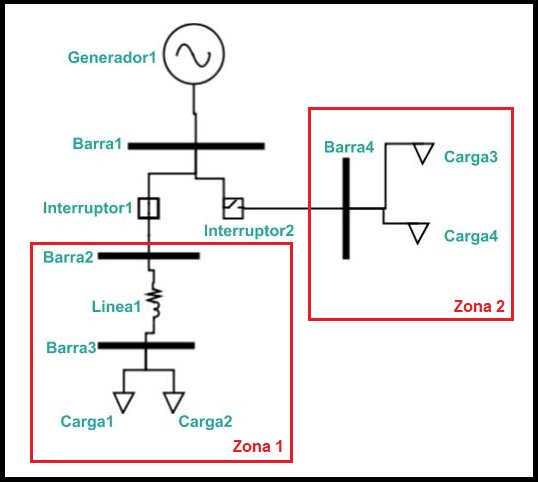 Generador1
Barra1
Barra4
Carga3
Interruptor1
Interruptor2
Carga4
Barra2
Linea1
Zona 2
Barra3
Carga1
Carga2
Zona 1